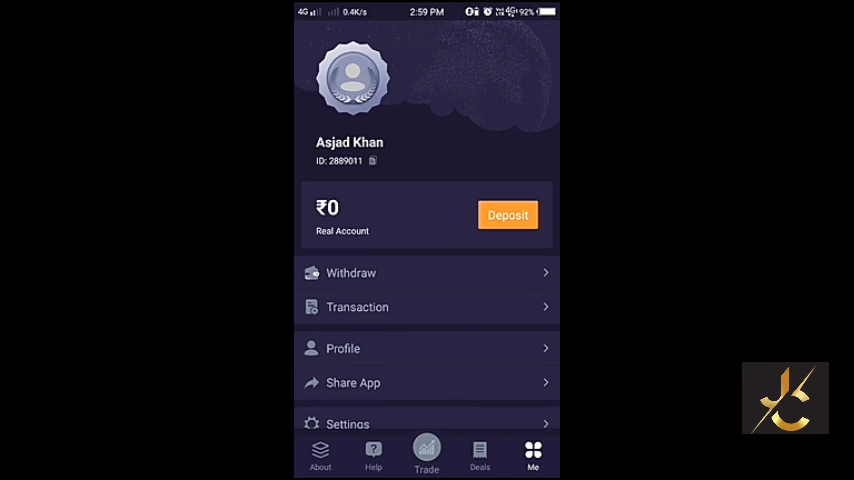 4G 0.4K/s 2:59 PM 4G+ 92%
Asjad Khan
ID: 2889011
₹0
Deposit
Real Account
Withdraw
Transaction
Profile
Share App
Settings
About Help Trade Deals Me